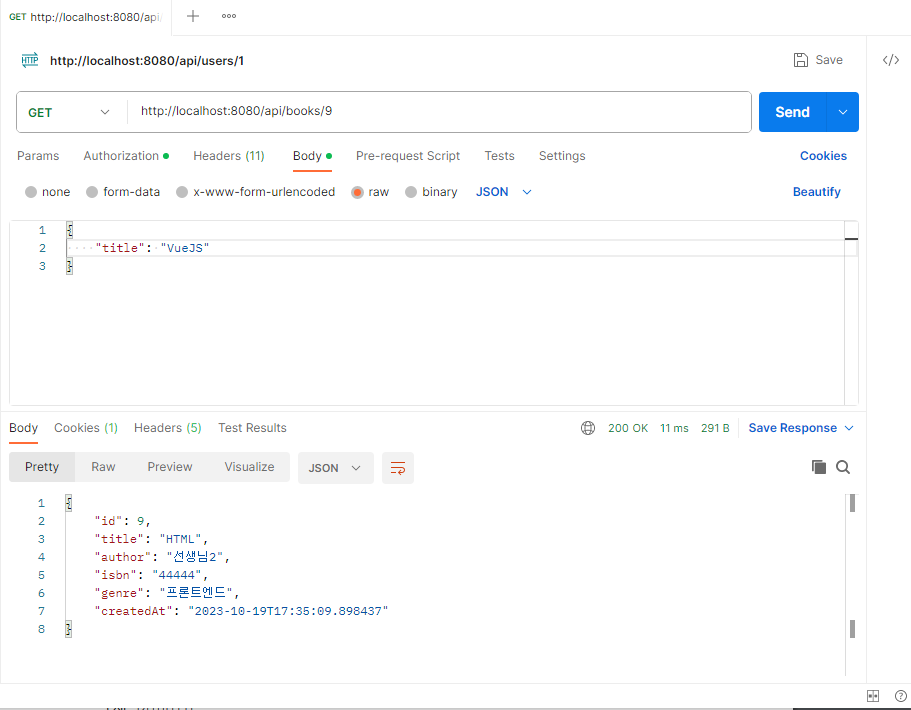 GET http://localhost:8080/api/
HTTP http://localhost:8080/api/users/1 Save </>
GET http://localhost:8080/api/books/9 Send
Params Authorization Headers (11) Body Pre-request Script Tests Settings Cookies
none form-data x-www-form-urlencoded raw binary JSON Beautify
1 {
2 "title": "VueJS"
3 }
Body Cookies (1) Headers (5) Test Results 200 OK 11 ms 291 B Save Response
Pretty Raw Preview Visualize JSON
1 {
2 "id": 9,
3 "title": "HTML",
4 "author": "선생님2",
5 "isbn": "44444",
6 "genre": "프론트엔드",
7 "createdAt": "2023-10-19T17:35:09.898437"
8 }